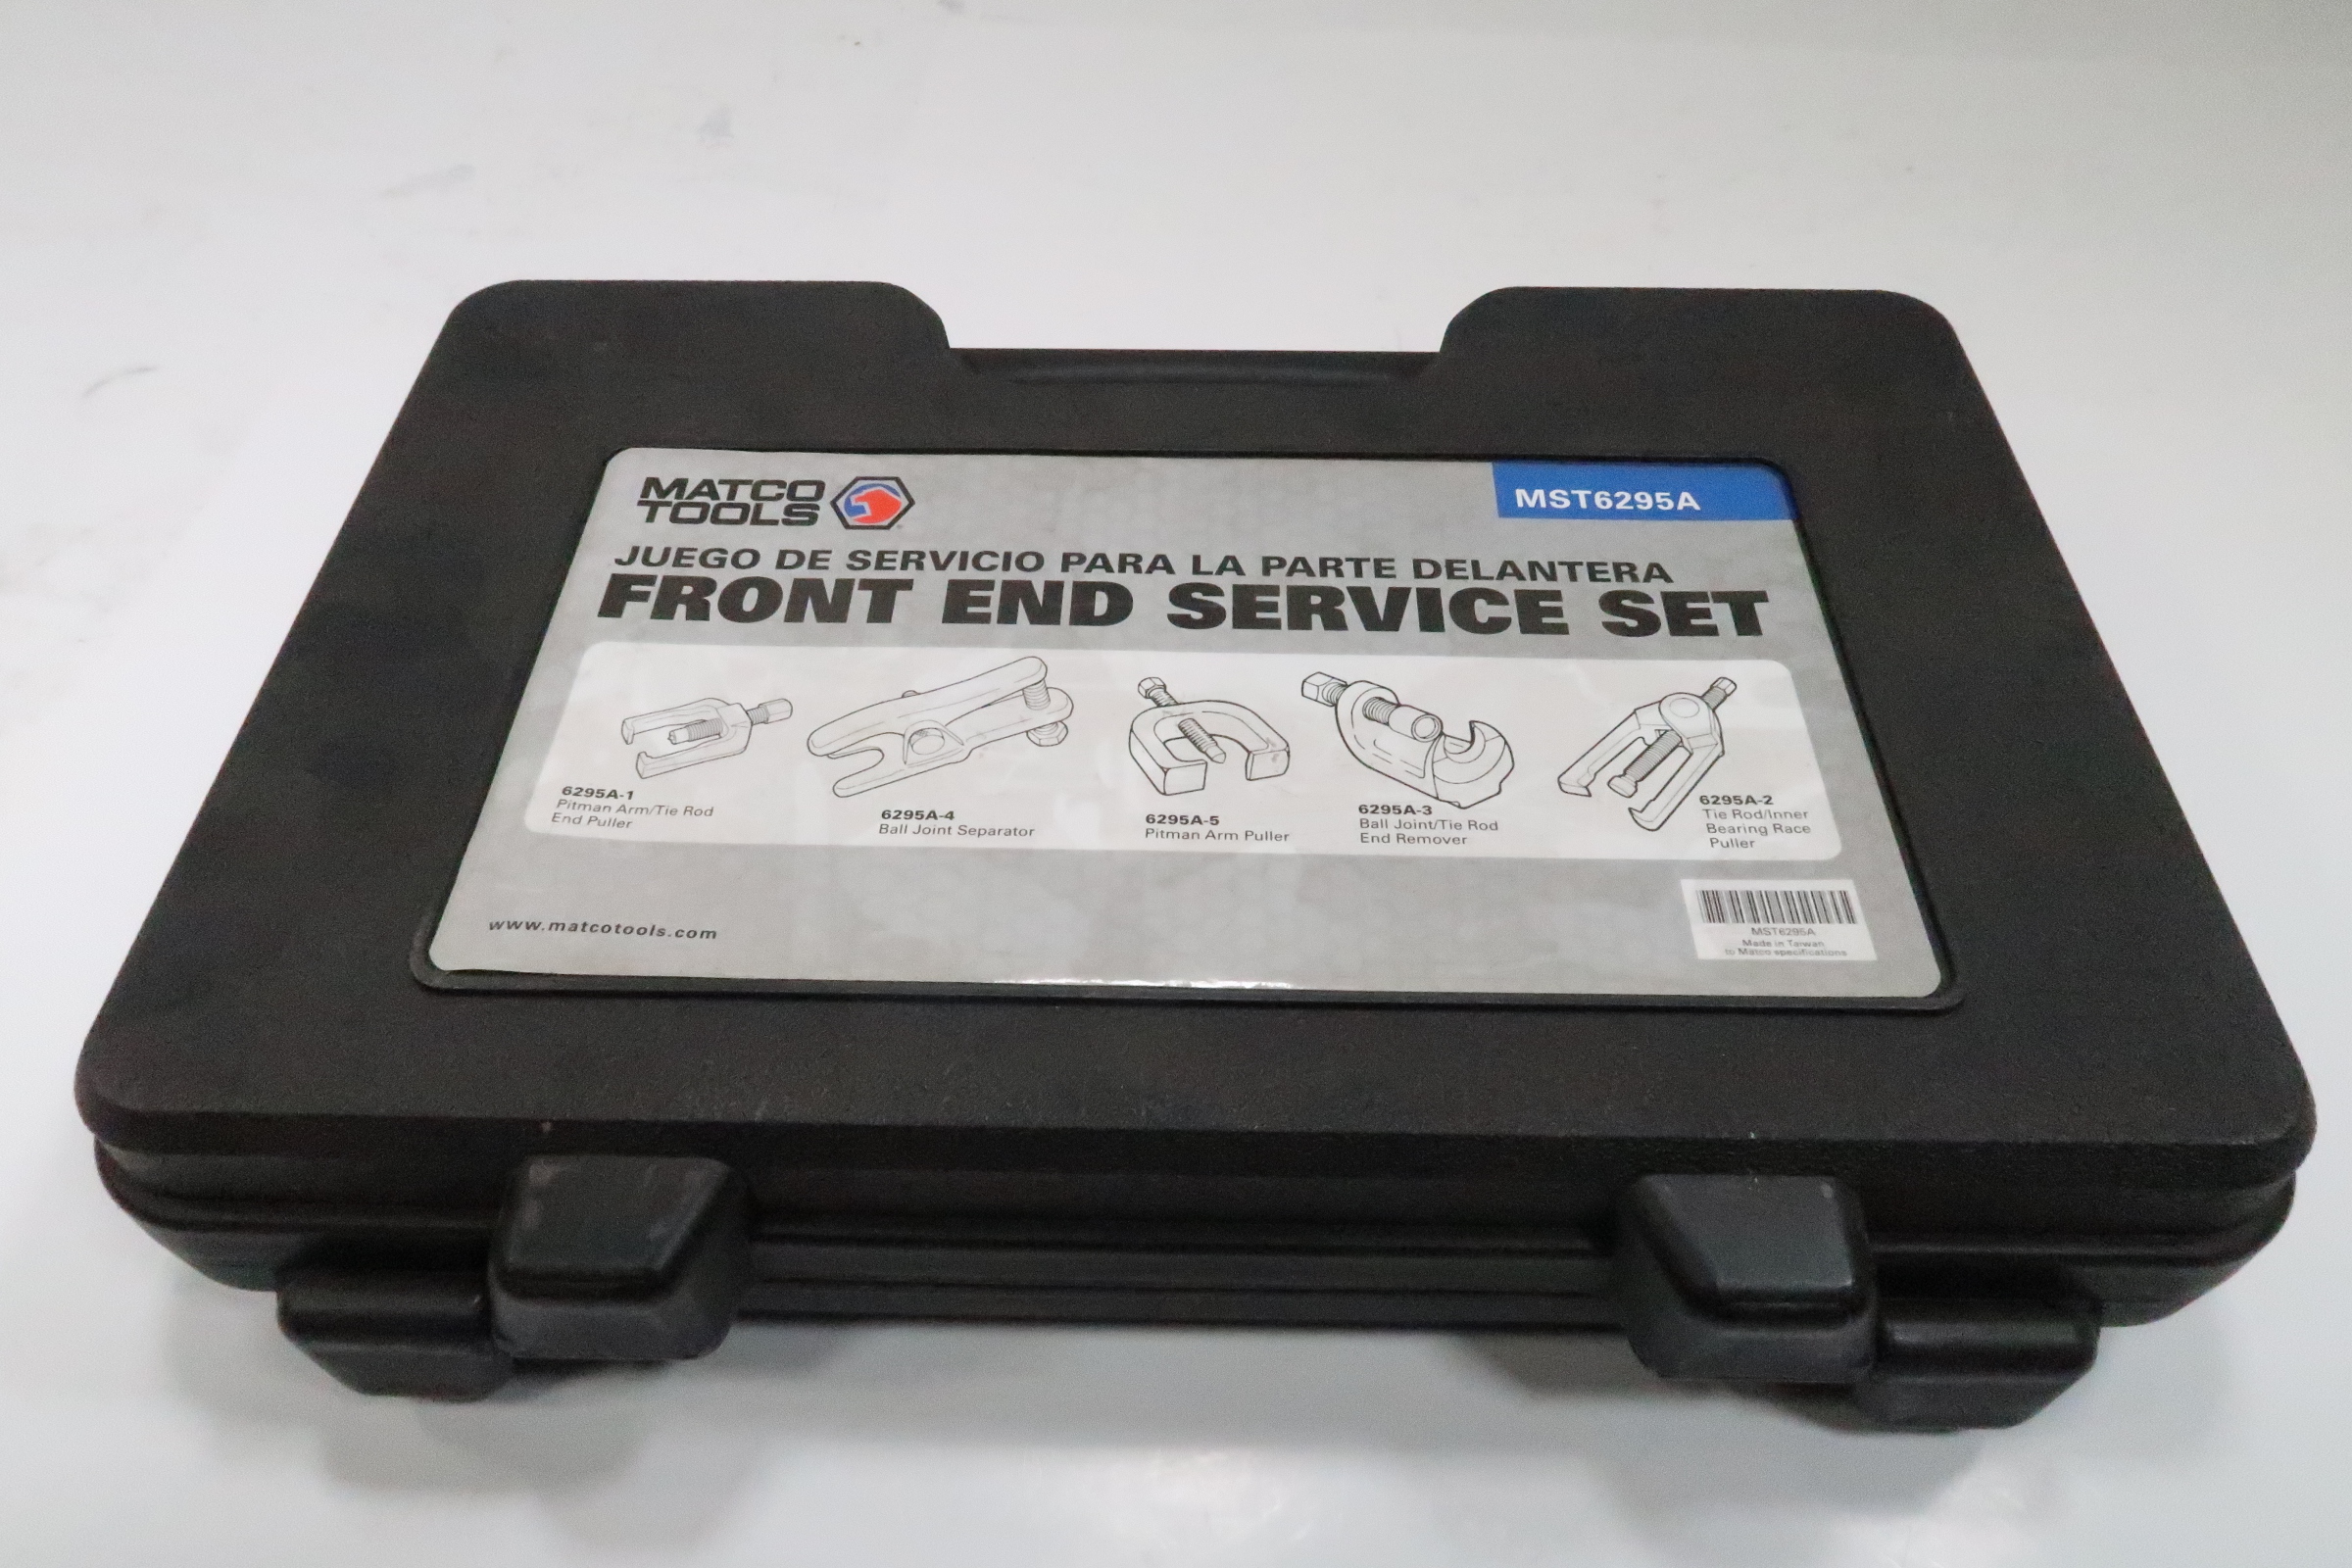 MATCO
TOOLS
MST6295A
JUEGO DE SERVICIO PARA LA PARTE DELANTERA
FRONT END SERVICE SET
6295A-1
Pitman Arm/Tie Rod
End Puller
6295A-4
Ball Joint Separator
6295A-5
Pitman Arm Puller
6295A-3
Ball Joint/Tie Rod
End Remover
6295A-2
Tie Rod/Inner
Bearing Race
Puller
www.matcotools.com
MST6295A
Made in Taiwan
to Matco specifications